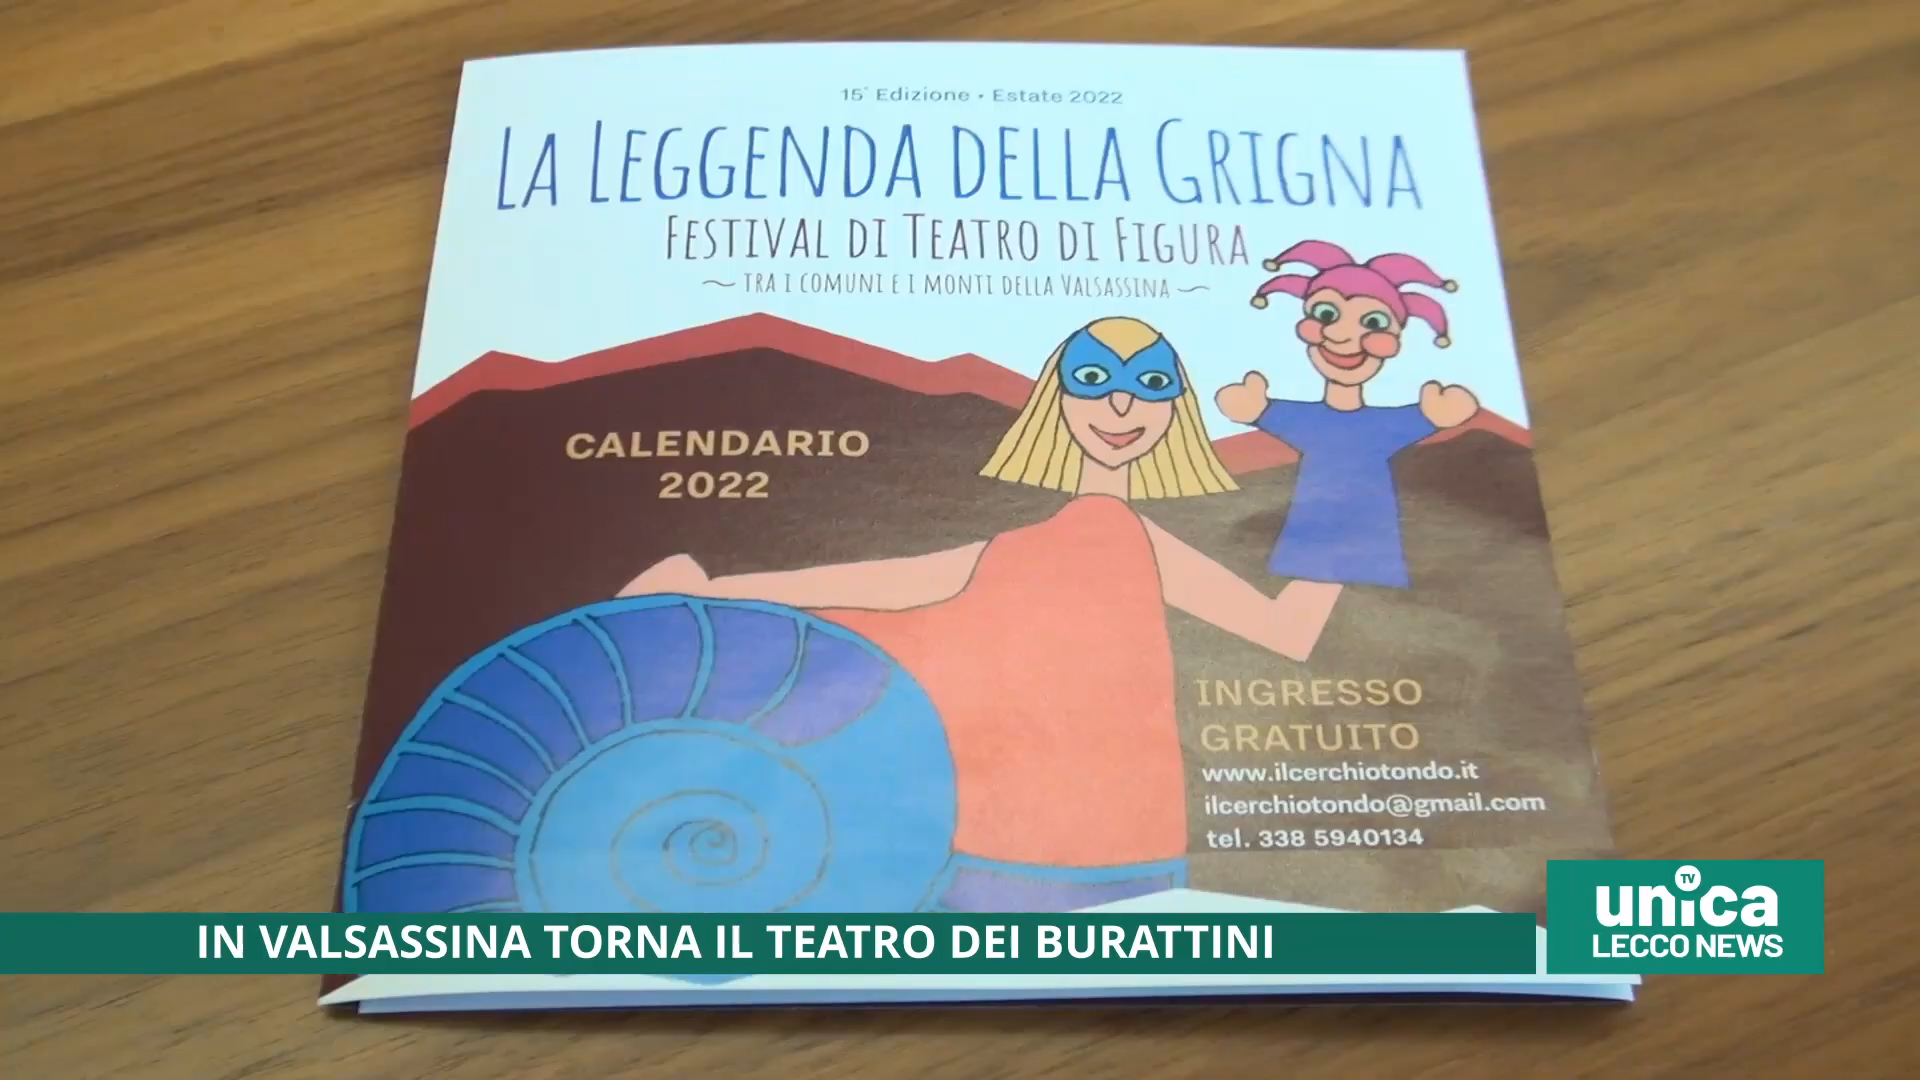 15ª Edizione • Estate 2022
La Leggenda della Grigna
Festival di Teatro di Figura
~ tra i comuni e i monti della Valsassina ~
CALENDARIO
2022
INGRESSO
GRATUITO
www.ilcerchiotondo.it
ilcerchiotondo@gmail.com
tel. 338 5940134
IN VALSASSINA TORNA IL TEATRO DEI BURATTINI
TV
unica
LECCO NEWS